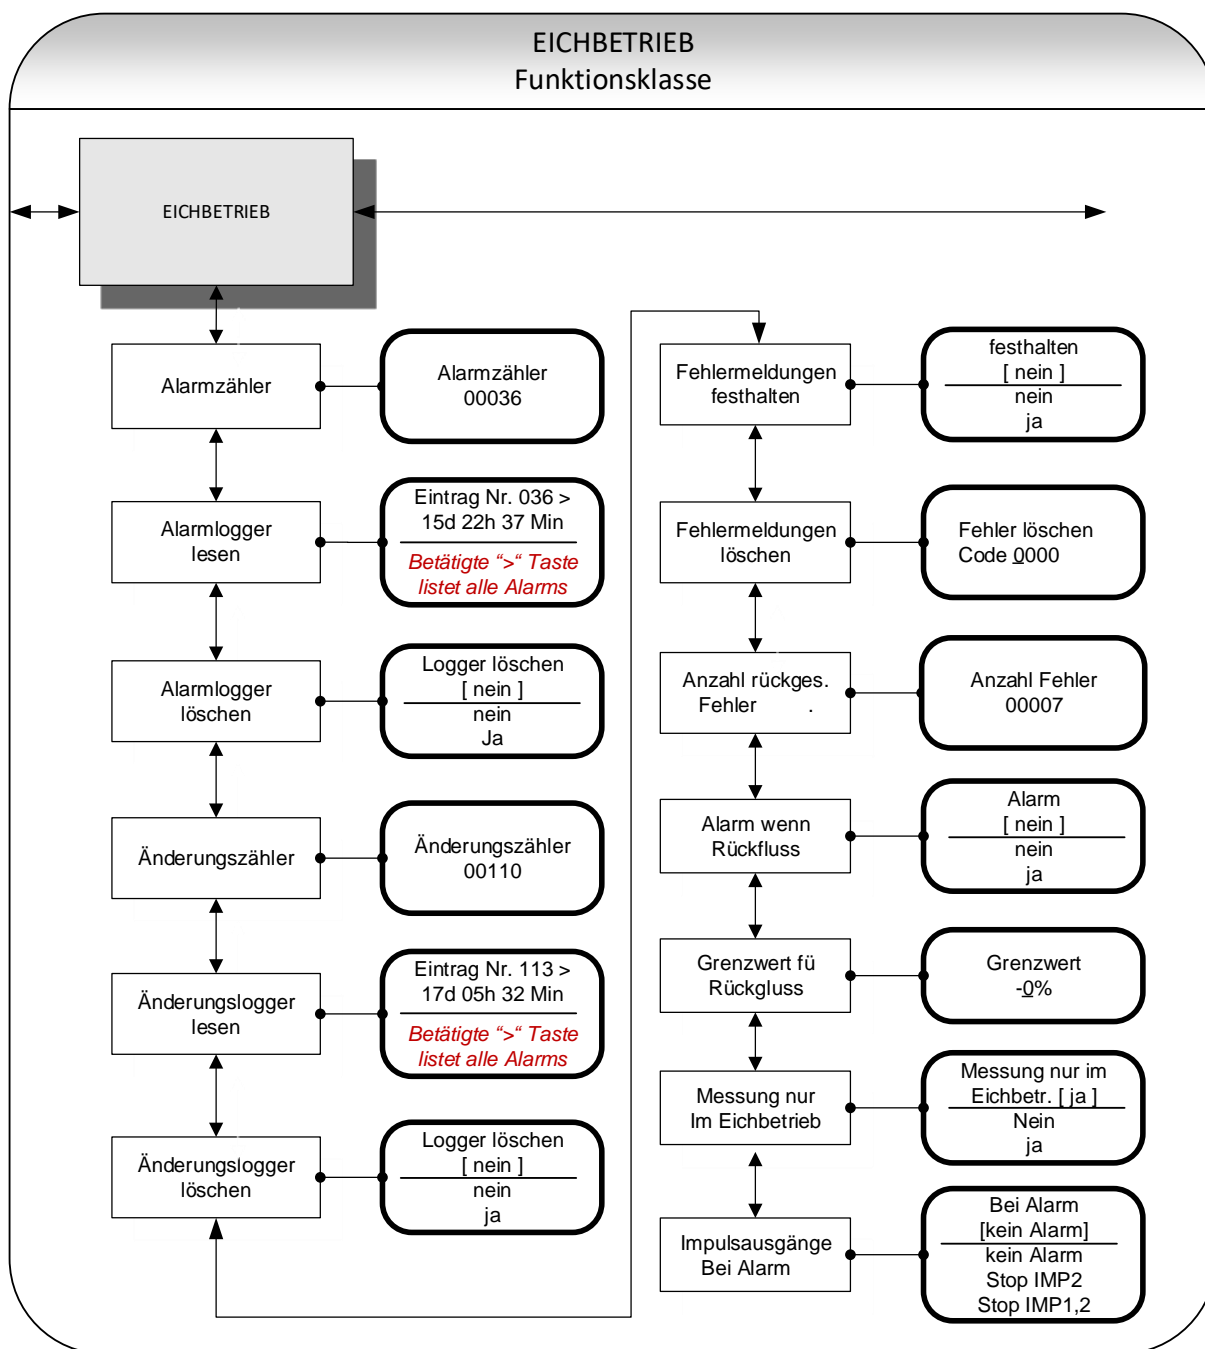 EICHBETRIEB
Funktionsklasse
EICHBETRIEB
Alarmzähler
Alarmzähler
00036
Alarmlogger
lesen
Eintrag Nr. 036 >
15d 22h 37 Min
Betätigte “>“ Taste
listet alle Alarms
Alarmlogger
löschen
Logger löschen
[ nein ]
nein
Ja
Änderungszähler
Änderungszähler
00110
Änderungslogger
lesen
Eintrag Nr. 113 >
17d 05h 32 Min
Betätigte “>“ Taste
listet alle Alarms
Änderungslogger
löschen
Logger löschen
[ nein ]
nein
ja
Fehlermeldungen
festhalten
festhalten
[ nein ]
nein
ja
Fehlermeldungen
löschen
Fehler löschen
Code 0000
Anzahl rückges.
Fehler .
Anzahl Fehler
00007
Alarm wenn
Rückfluss
Alarm
[ nein ]
nein
ja
Grenzwert fü
Rückgluss
Grenzwert
-0%
Messung nur
Im Eichbetrieb
Messung nur im
Eichbetr. [ ja ]
Nein
ja
Impulsausgänge
Bei Alarm
Bei Alarm
[kein Alarm]
kein Alarm
Stop IMP2
Stop IMP1,2